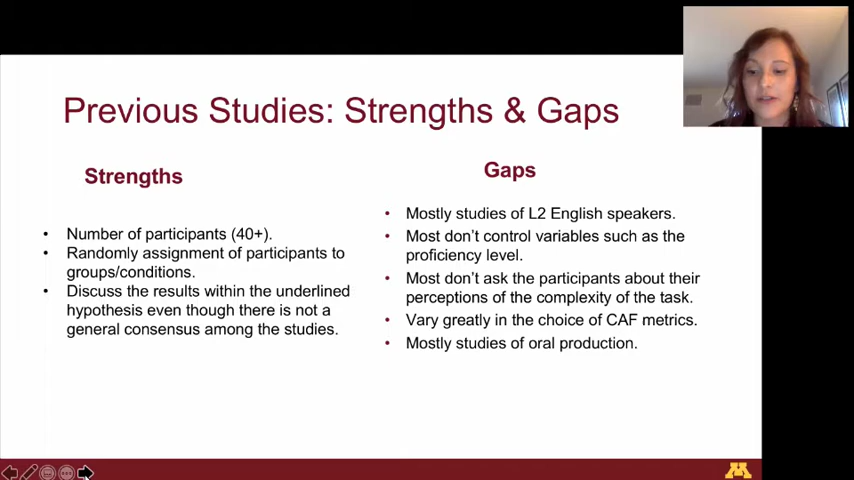 Previous Studies: Strengths & Gaps
Strengths
• Number of participants (40+).
• Randomly assignment of participants to
groups/conditions.
• Discuss the results within the underlined
hypothesis even though there is not a
general consensus among the studies.
Gaps
• Mostly studies of L2 English speakers.
• Most don’t control variables such as the
proficiency level.
• Most don’t ask the participants about their
perceptions of the complexity of the task.
• Vary greatly in the choice of CAF metrics.
• Mostly studies of oral production.
M